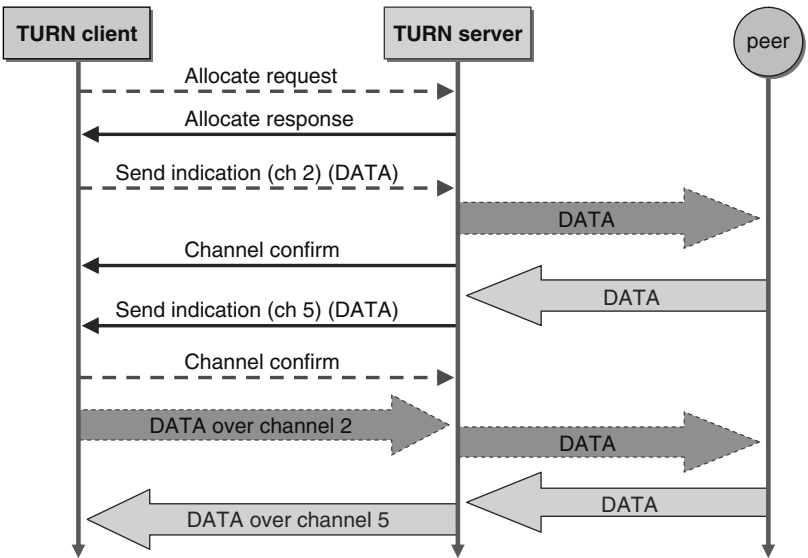 TURN client
TURN server
peer
Allocate request
Allocate response
Send indication (ch 2) (DATA)
DATA
Channel confirm
DATA
Send indication (ch 5) (DATA)
Channel confirm
DATA over channel 2
DATA
DATA
DATA over channel 5